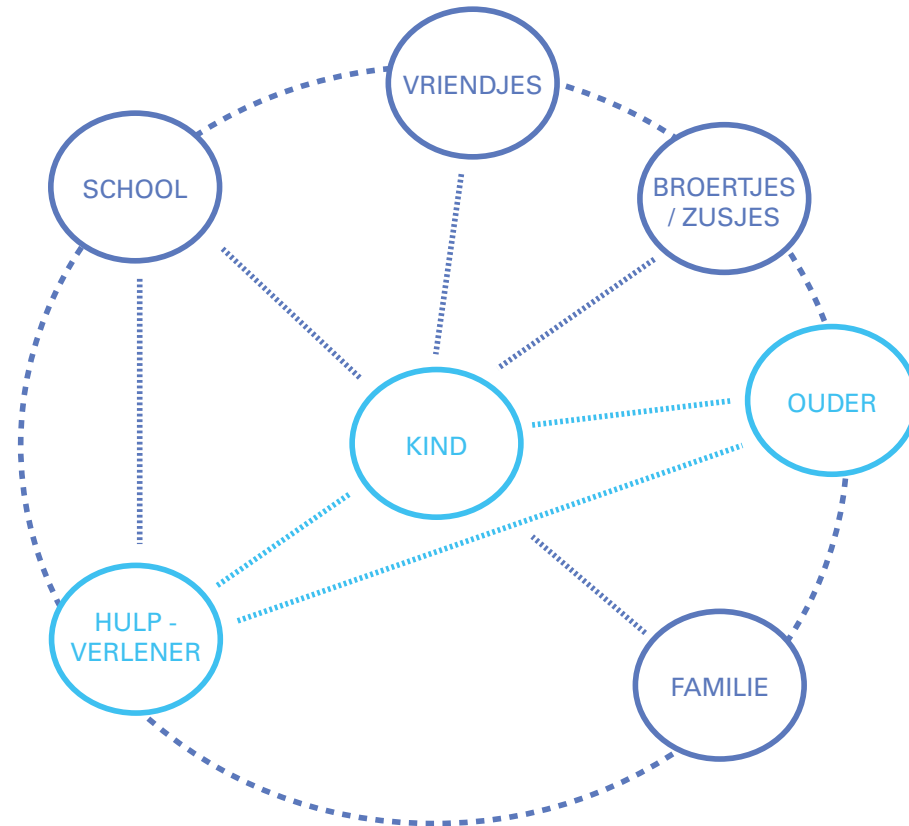 VRIENDJES
SCHOOL
BROERTJES
/ ZUSJES
OUDER
KIND
HULP -
VERLENER
FAMILIE